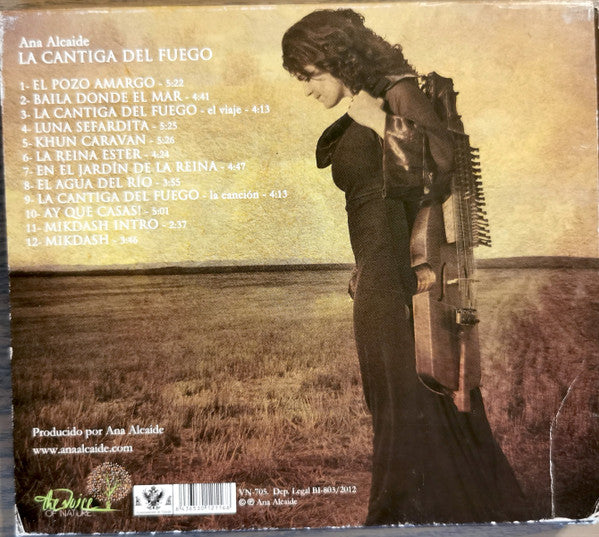 Ana Alcaide
LA CANTIGA DEL FUEGO
1- EL POZO AMARGO - 5:22
2- BAILA DONDE EL MAR - 4:41
3- LA CANTIGA DEL FUEGO - el viaje - 4:13
4- LUNA SEFARDITA - 5:25
5- KHUN CARAVAN - 5:26
6- LA REINA ESTER - 4:24
7- EN EL JARDÍN DE LA REINA - 4:47
8- EL AGUA DEL RÍO - 3:55
9- LA CANTIGA DEL FUEGO - la canción - 4:13
10- AY QUE CASAS! - 5:01
11- MIKDASH INTRO - 2:37
12- MIKDASH - 3:46
Producido por Ana Alcaide
www.anaalcaide.com
the voice
OF NATURE
VN-705. Dep. Legal BI-803/2012
© ℗ Ana Alcaide